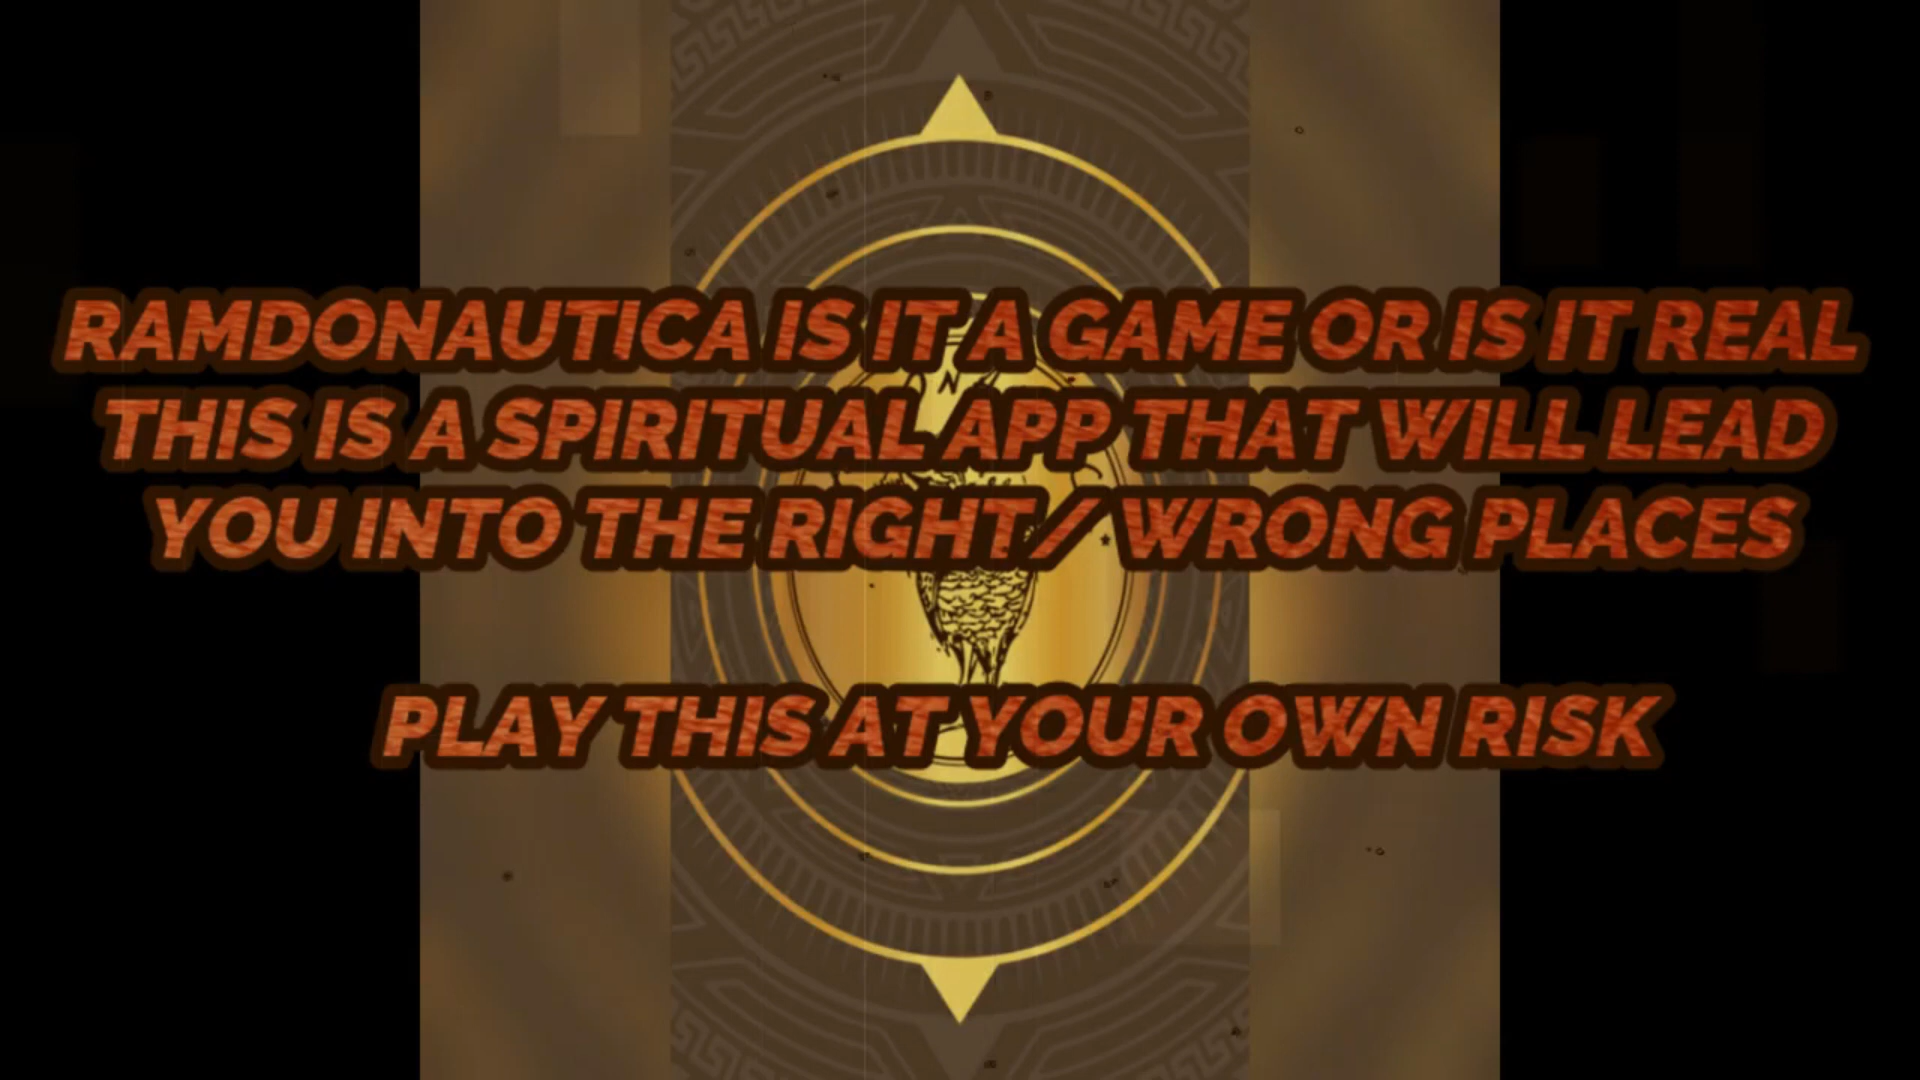 N
RAMDONAUTICA IS IT A GAME OR IS IT REAL
THIS IS A SPIRITUAL APP THAT WILL LEAD
YOU INTO THE RIGHT/ WRONG PLACES
PLAY THIS AT YOUR OWN RISK